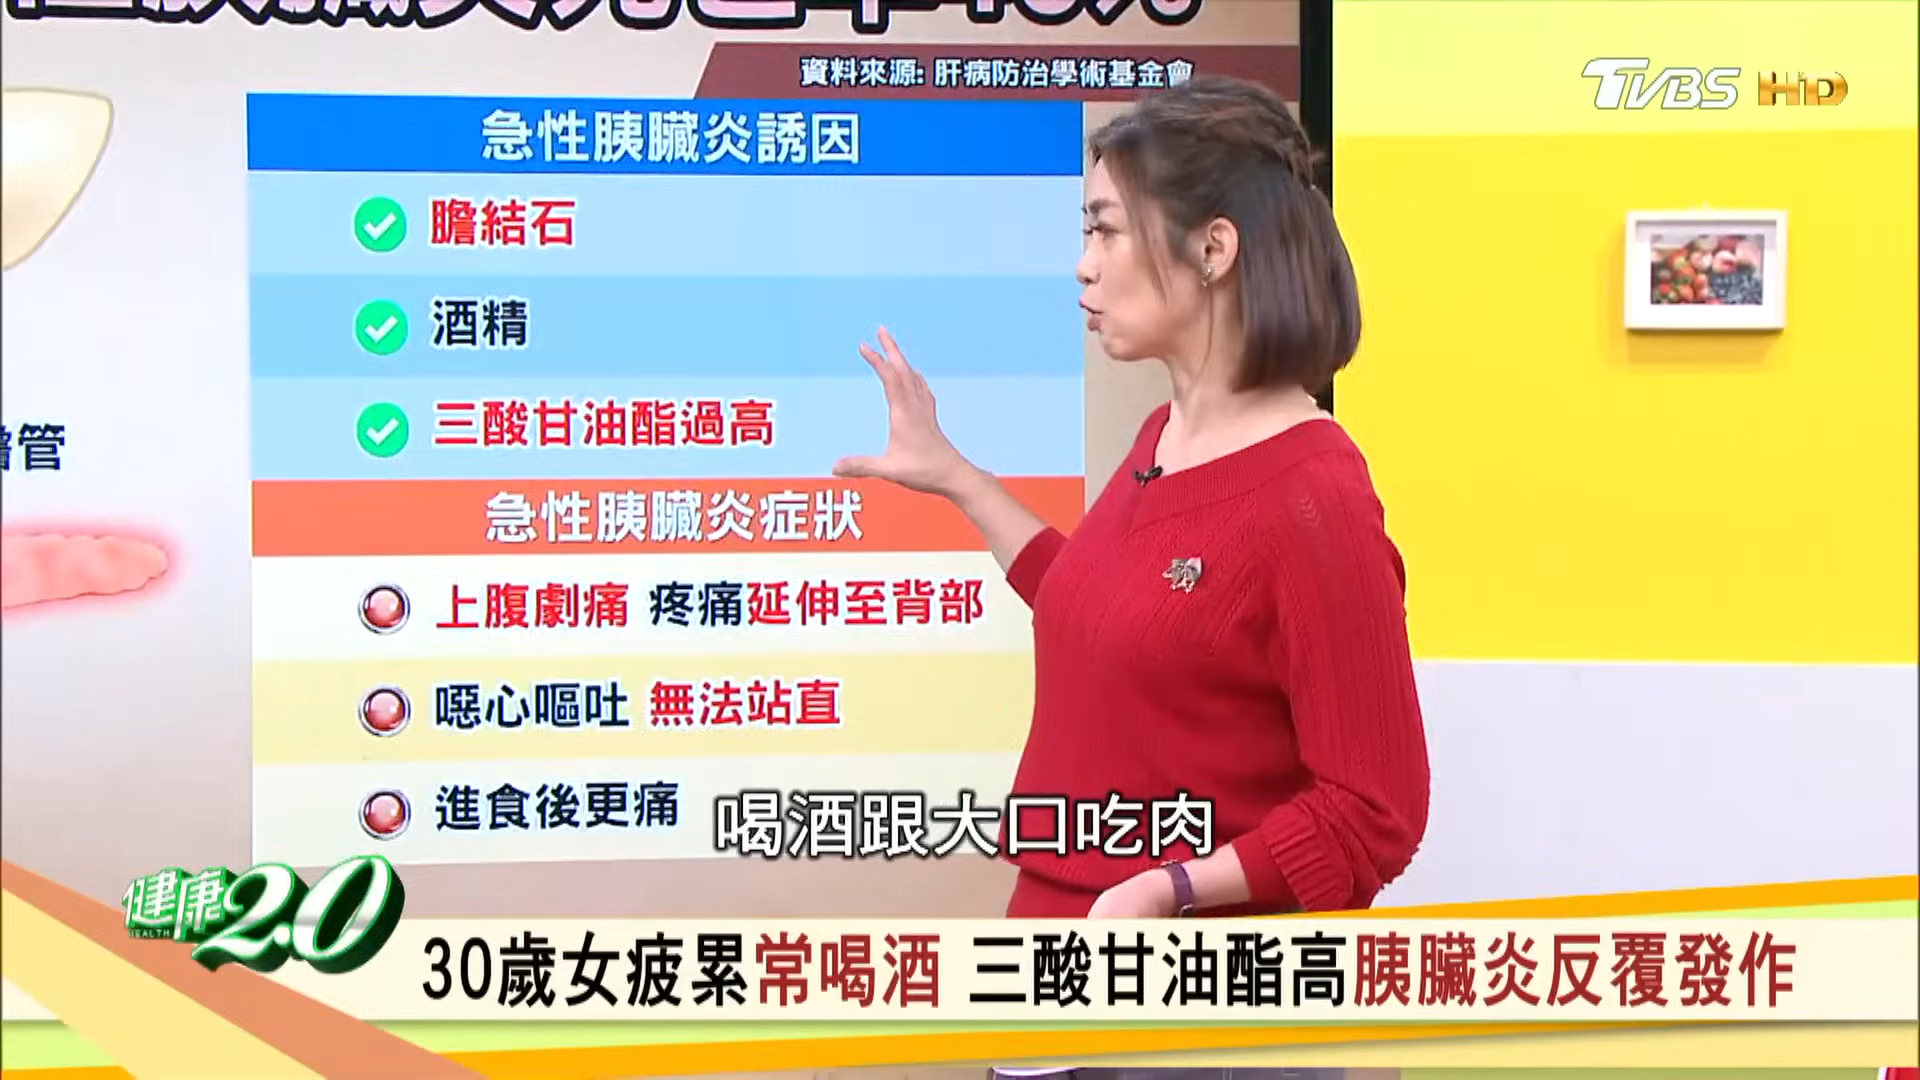 資料來源: 肝病防治學術基金會
TVBS HD
急性胰臟炎誘因
膽結石
酒精
三酸甘油酯過高
管
急性胰臟炎症狀
上腹劇痛 疼痛延伸至背部
噁心嘔吐 無法站直
進食後更痛
喝酒跟大口吃肉
健康2.0
HEALTH
30歲女疲累常喝酒 三酸甘油酯高胰臟炎反覆發作